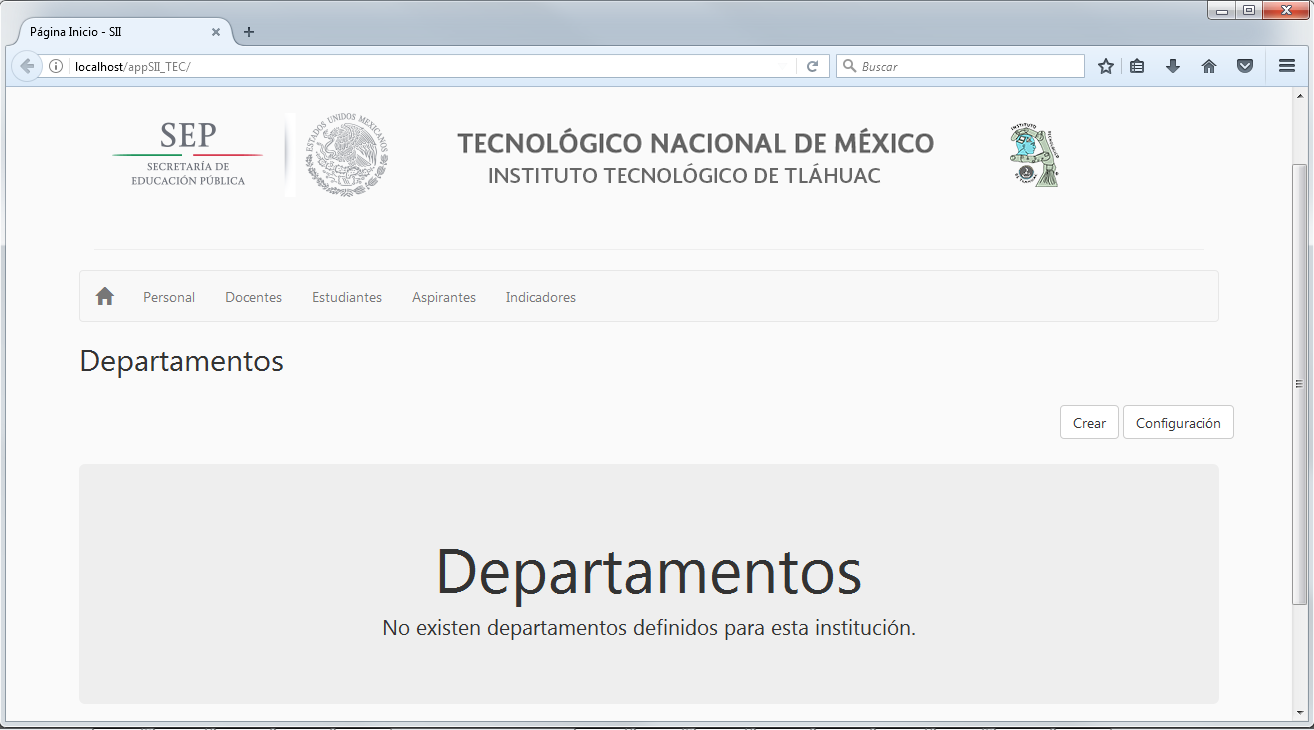 Página Inicio - SII
localhost/appSII_TEC/
Buscar
SEP
SECRETARÍA DE
EDUCACIÓN PÚBLICA
ESTADOS UNIDOS MEXICANOS
TECNOLÓGICO NACIONAL DE MÉXICO
INSTITUTO TECNOLÓGICO DE TLÁHUAC
Personal Docentes Estudiantes Aspirantes Indicadores
Departamentos
Crear Configuración
Departamentos
No existen departamentos definidos para esta institución.